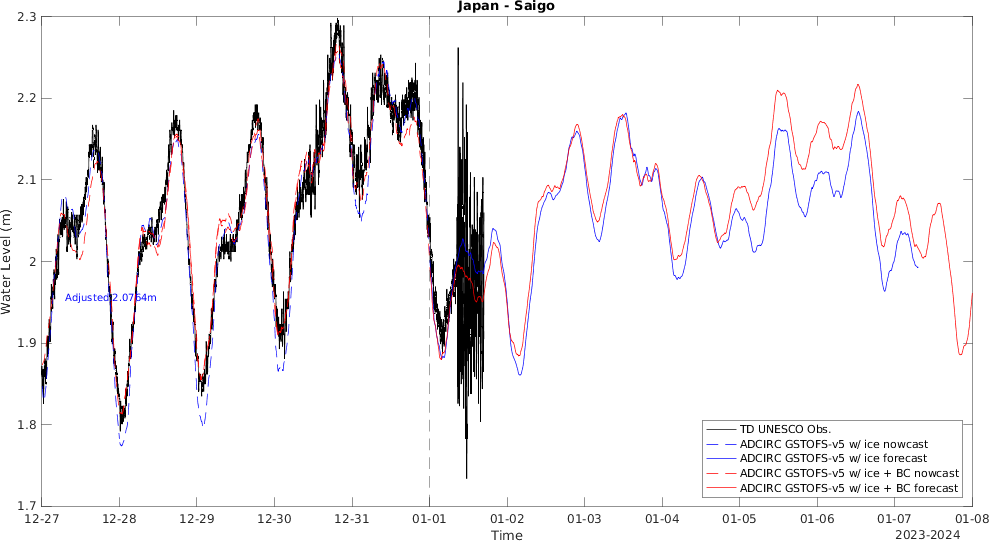 Japan - Saigo
2.3
2.2
2.1
2
1.9
1.8
1.7
Water Level (m)
Adjusted 2.0764m
TD UNESCO Obs.
ADCIRC GSTOFS-v5 w/ ice nowcast
ADCIRC GSTOFS-v5 w/ ice forecast
ADCIRC GSTOFS-v5 w/ ice + BC nowcast
ADCIRC GSTOFS-v5 w/ ice + BC forecast
12-27 12-28 12-29 12-30 12-31 01-01 01-02 01-03 01-04 01-05 01-06 01-07 01-08
Time
2023-2024